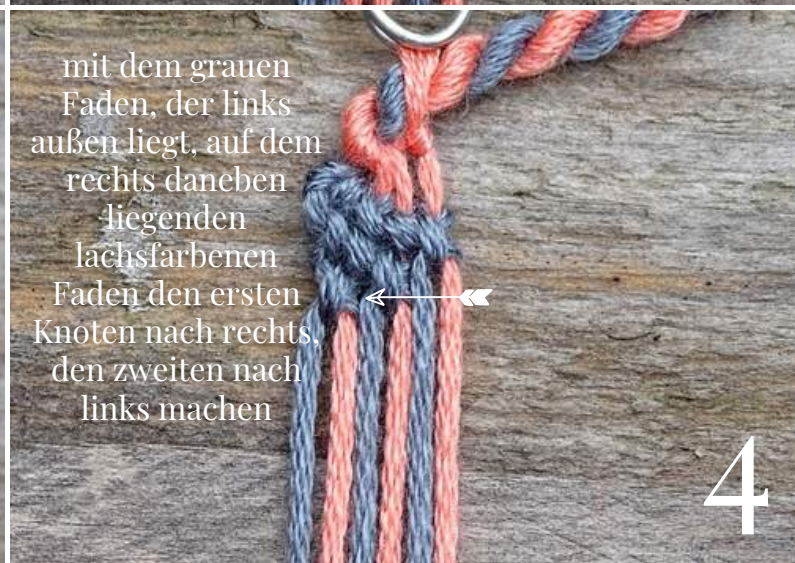 mit dem grauen
Faden, der links
außen liegt, auf dem
rechts daneben
liegenden
lachsfarbenen
Faden den ersten
Knoten nach rechts,
den zweiten nach
links machen
4